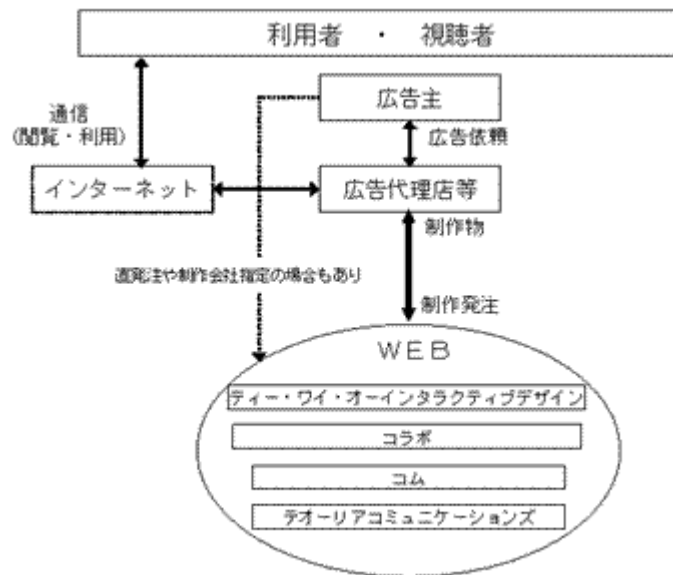 利用者 ・ 視聴者
通信
(閲覧・利用)
広告主
広告依頼
インターネット
広告代理店等
制作物
直発注や制作会社指定の場合もあり
制作発注
WEB
ティー・ワイ・オーインタラクティブデザイン
コラボ
コム
テオーリアコミュニケーションズ